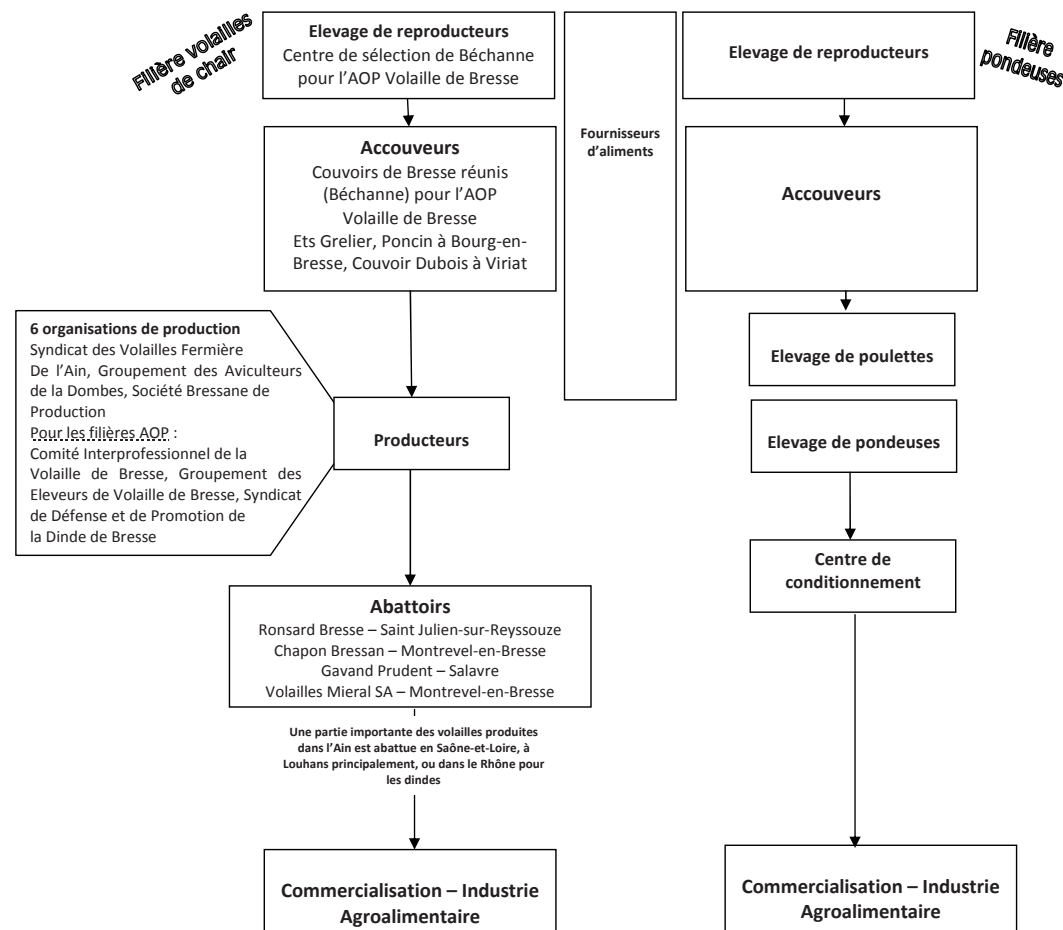 Filière volailles
de chair
Elevage de reproducteurs
Centre de sélection de Béchanne
pour l'AOP Volaille de Bresse
Accouveurs
Couvoirs de Bresse réunis
(Béchanne) pour l'AOP
Volaille de Bresse
Ets Grelier, Poncin à Bourg-en-
Bresse, Couvoir Dubois à Viriat
6 organisations de production
Syndicat des Volailles Fermière
De l'Ain, Groupement des Aviculteurs
de la Dombes, Société Bressane de
Production
Pour les filières AOP :
Comité Interprofessionnel de la
Volaille de Bresse, Groupement des
Eleveurs de Volaille de Bresse, Syndicat
de Défense et de Promotion de
la Dinde de Bresse
Producteurs
Abattoirs
Ronsard Bresse – Saint Julien-sur-Reyssouze
Chapon Bressan – Montrevel-en-Bresse
Gavand Prudent – Salavre
Volailles Mieral SA – Montrevel-en-Bresse
Une partie importante des volailles produites
dans l'Ain est abattue en Saône-et-Loire, à
Louhans principalement, ou dans le Rhône pour
les dindes
Commercialisation – Industrie
Agroalimentaire
Fournisseurs
d'aliments
Filière
pondeuses
Elevage de reproducteurs
Accouveurs
Elevage de poulettes
Elevage de pondeuses
Centre de
conditionnement
Commercialisation – Industrie
Agroalimentaire